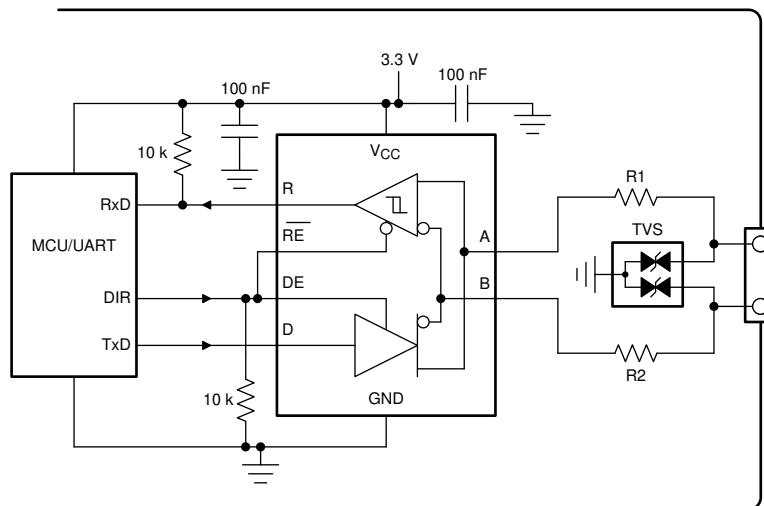 3.3 V
100 nF
100 nF
10 k
V_CC
R
R1
RxD
RE
TVS
MCU/UART
A
DIR
DE
B
TxD
D
R2
10 k
GND